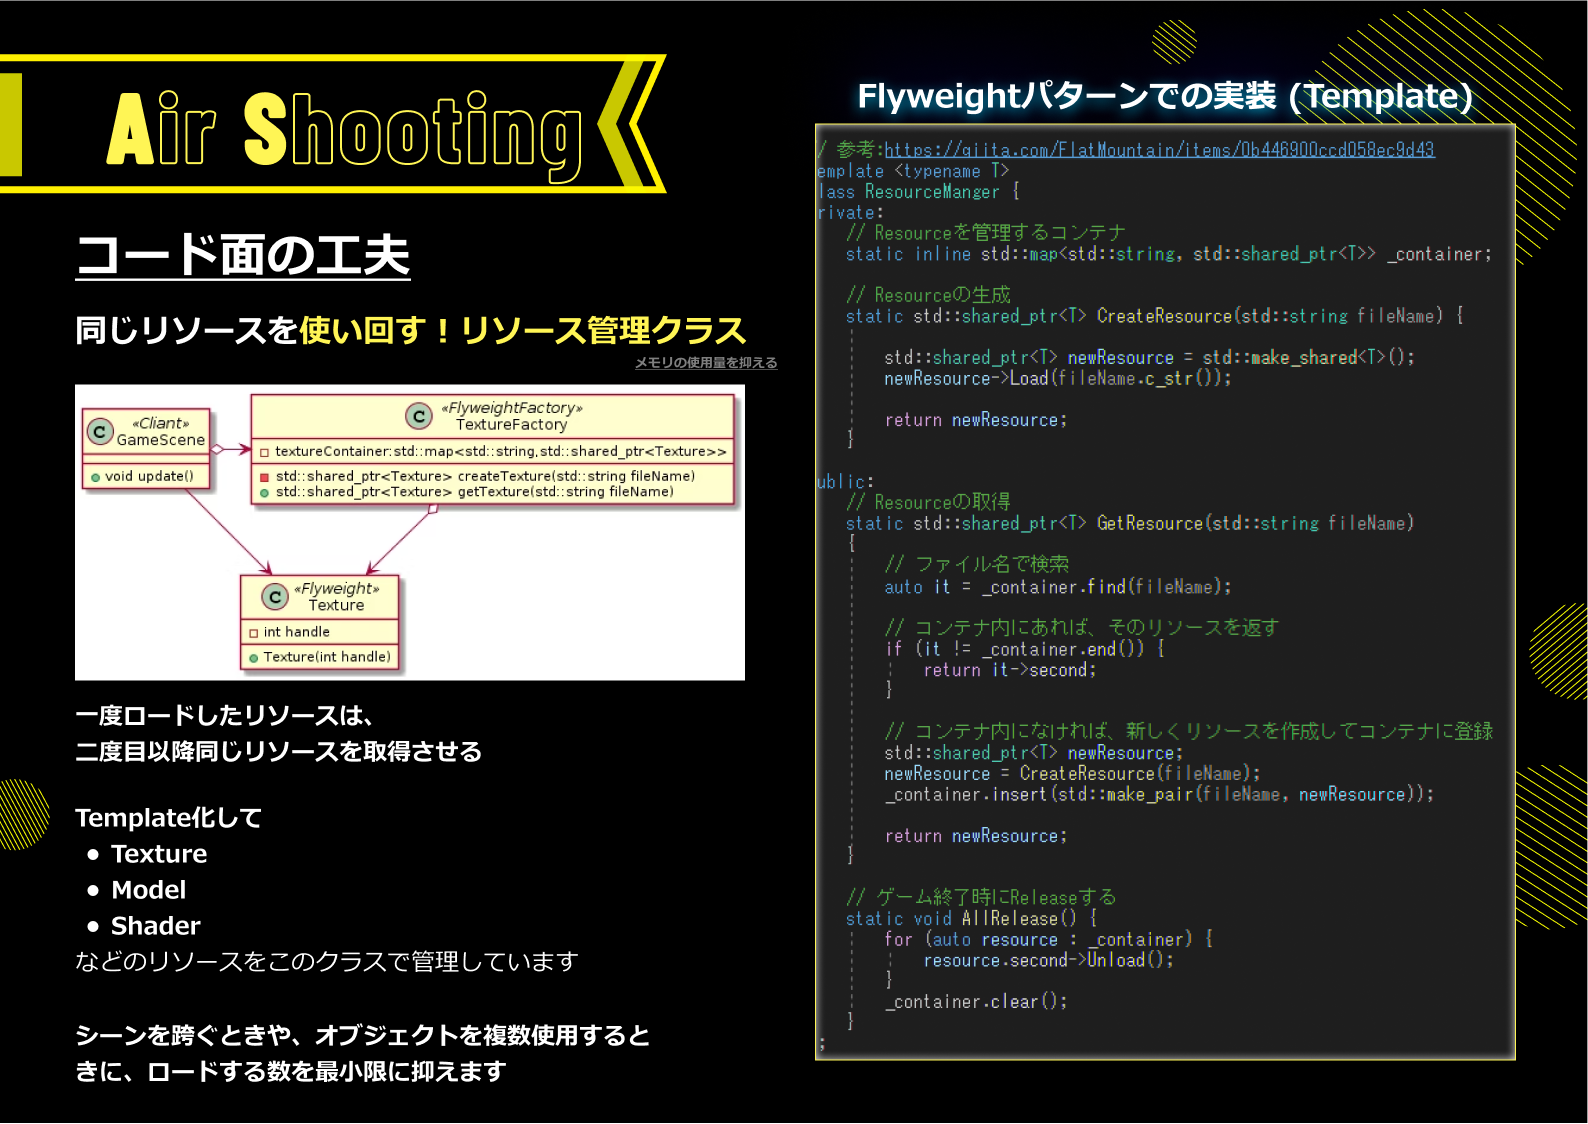 Air Shooting
コード面の工夫
同じリソースを使い回す！リソース管理クラス
メモリの使用量を抑える
C «Cliant»
GameScene
void update()
C «FlyweightFactory»
TextureFactory
textureContainer:std::map<std::string,std::shared_ptr<Texture>>
std::shared_ptr<Texture> createTexture(std::string fileName)
std::shared_ptr<Texture> getTexture(std::string fileName)
C «Flyweight»
Texture
int handle
Texture(int handle)
一度ロードしたリソースは、
二度目以降同じリソースを取得させる
Template化して
• Texture
• Model
• Shader
などのリソースをこのクラスで管理しています
シーンを跨ぐときや、オブジェクトを複数使用すると
きに、ロードする数を最小限に抑えます
Flyweightパターンでの実装 (Template)
/ 参考:https://qiita.com/FlatMountain/items/0b446900ccd058ec9d43
emplate <typename T>
lass ResourceManger {
rivate:
// Resourceを管理するコンテナ
static inline std::map<std::string, std::shared_ptr<T>> _container;
// Resourceの生成
static std::shared_ptr<T> CreateResource(std::string fileName) {
std::shared_ptr<T> newResource = std::make_shared<T>();
newResource->Load(fileName.c_str());
return newResource;
}
ublic:
// Resourceの取得
static std::shared_ptr<T> GetResource(std::string fileName)
{
// ファイル名で検索
auto it = _container.find(fileName);
// コンテナ内にあれば、そのリソースを返す
if (it != _container.end()) {
return it->second;
}
// コンテナ内になければ、新しくリソースを作成してコンテナに登録
std::shared_ptr<T> newResource;
newResource = CreateResource(fileName);
_container.insert(std::make_pair(fileName, newResource));
return newResource;
}
// ゲーム終了時にReleaseする
static void AllRelease() {
for (auto resource : _container) {
resource.second->Unload();
}
_container.clear();
}
;